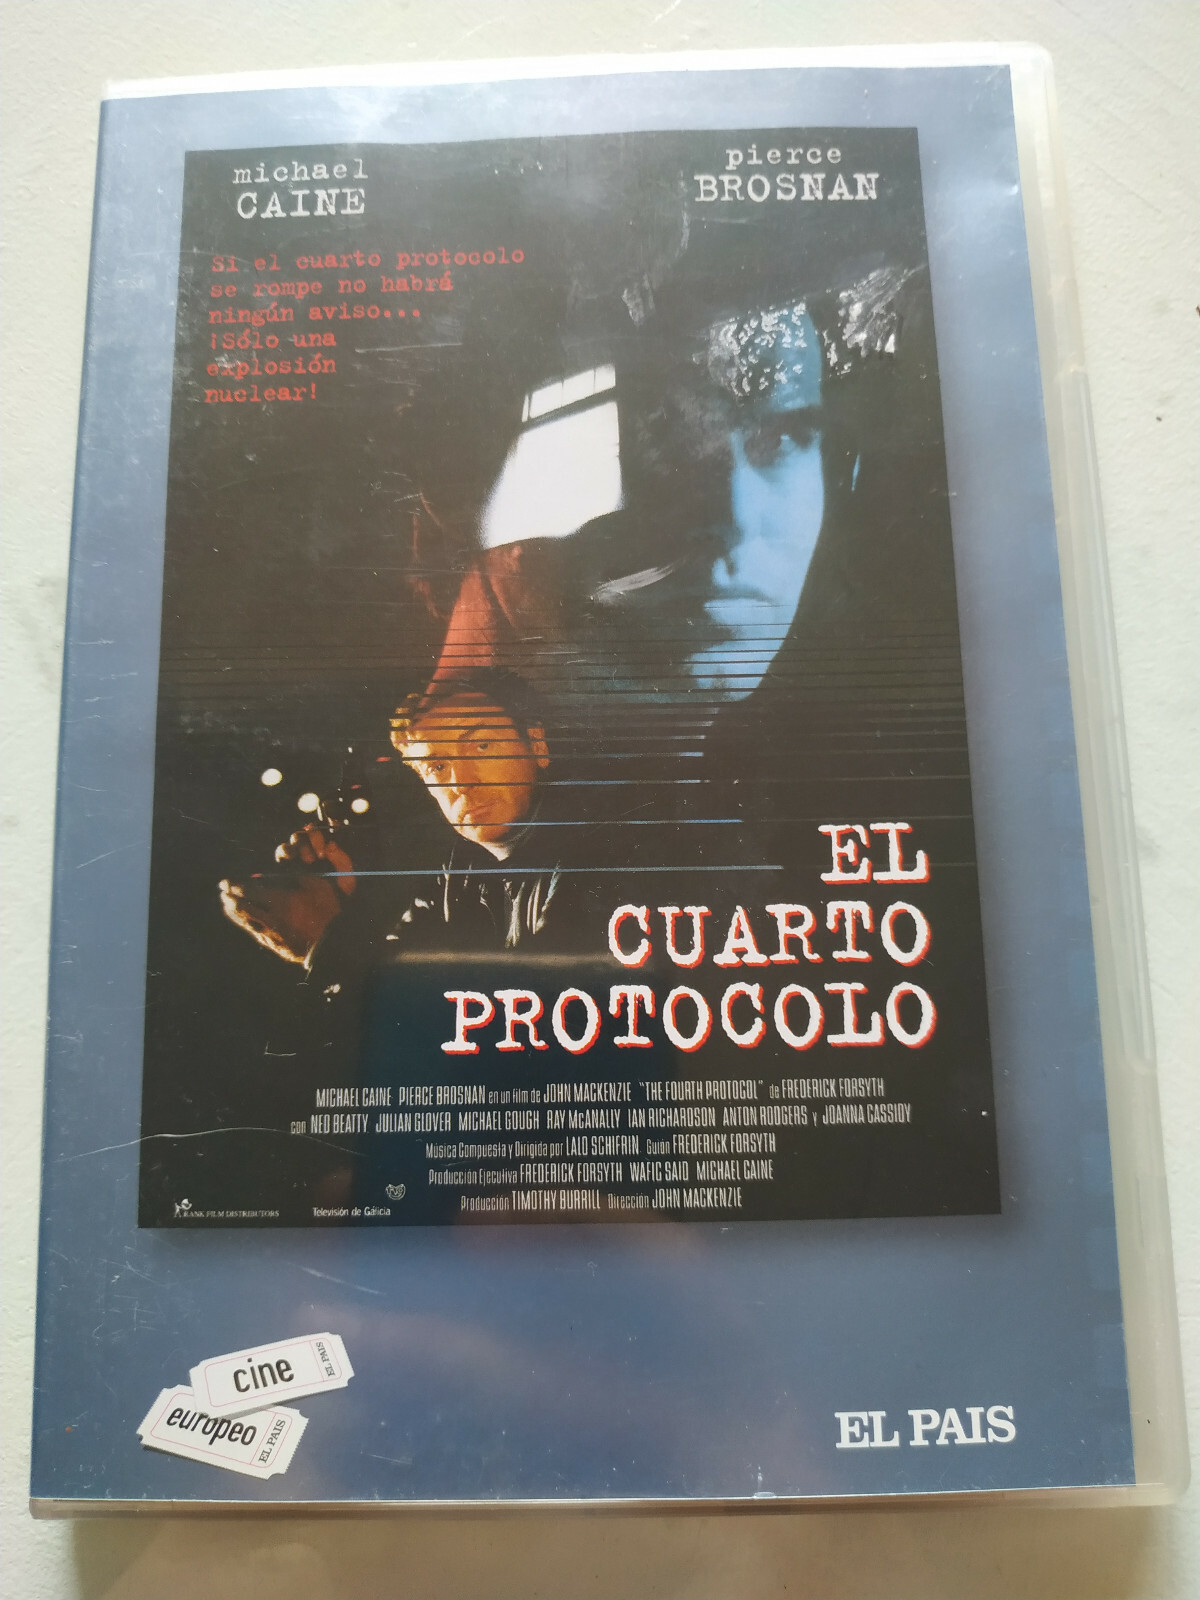 michael
CAINE
pierce
BROSNAN
Si el cuarto protocolo
se rompe no habrá
ningún aviso...
¡Sólo una
explosión
nuclear!
EL
CUARTO
PROTOCOLO
MICHAEL CAINE PIERCE BROSNAN en un film de JOHN MACKENZIE "THE FOURTH PROTOCOL" de FREDERICK FORSYTH
con NED BEATTY JULIAN GLOVER MICHAEL GOUGH RAY McANALLY IAN RICHARDSON ANTON RODGERS y JOANNA CASSIDY
Música Compuesta y Dirigida por LALO SCHIFRIN Guión FREDERICK FORSYTH
Producción Ejecutiva FREDERICK FORSYTH WAFIC SAID MICHAEL CAINE
Producción TIMOTHY BURRILL Dirección JOHN MACKENZIE
RANK FILM DISTRIBUTORS
Televisión de Galicia
cine
EL PAIS
europeo
EL PAIS
EL PAIS